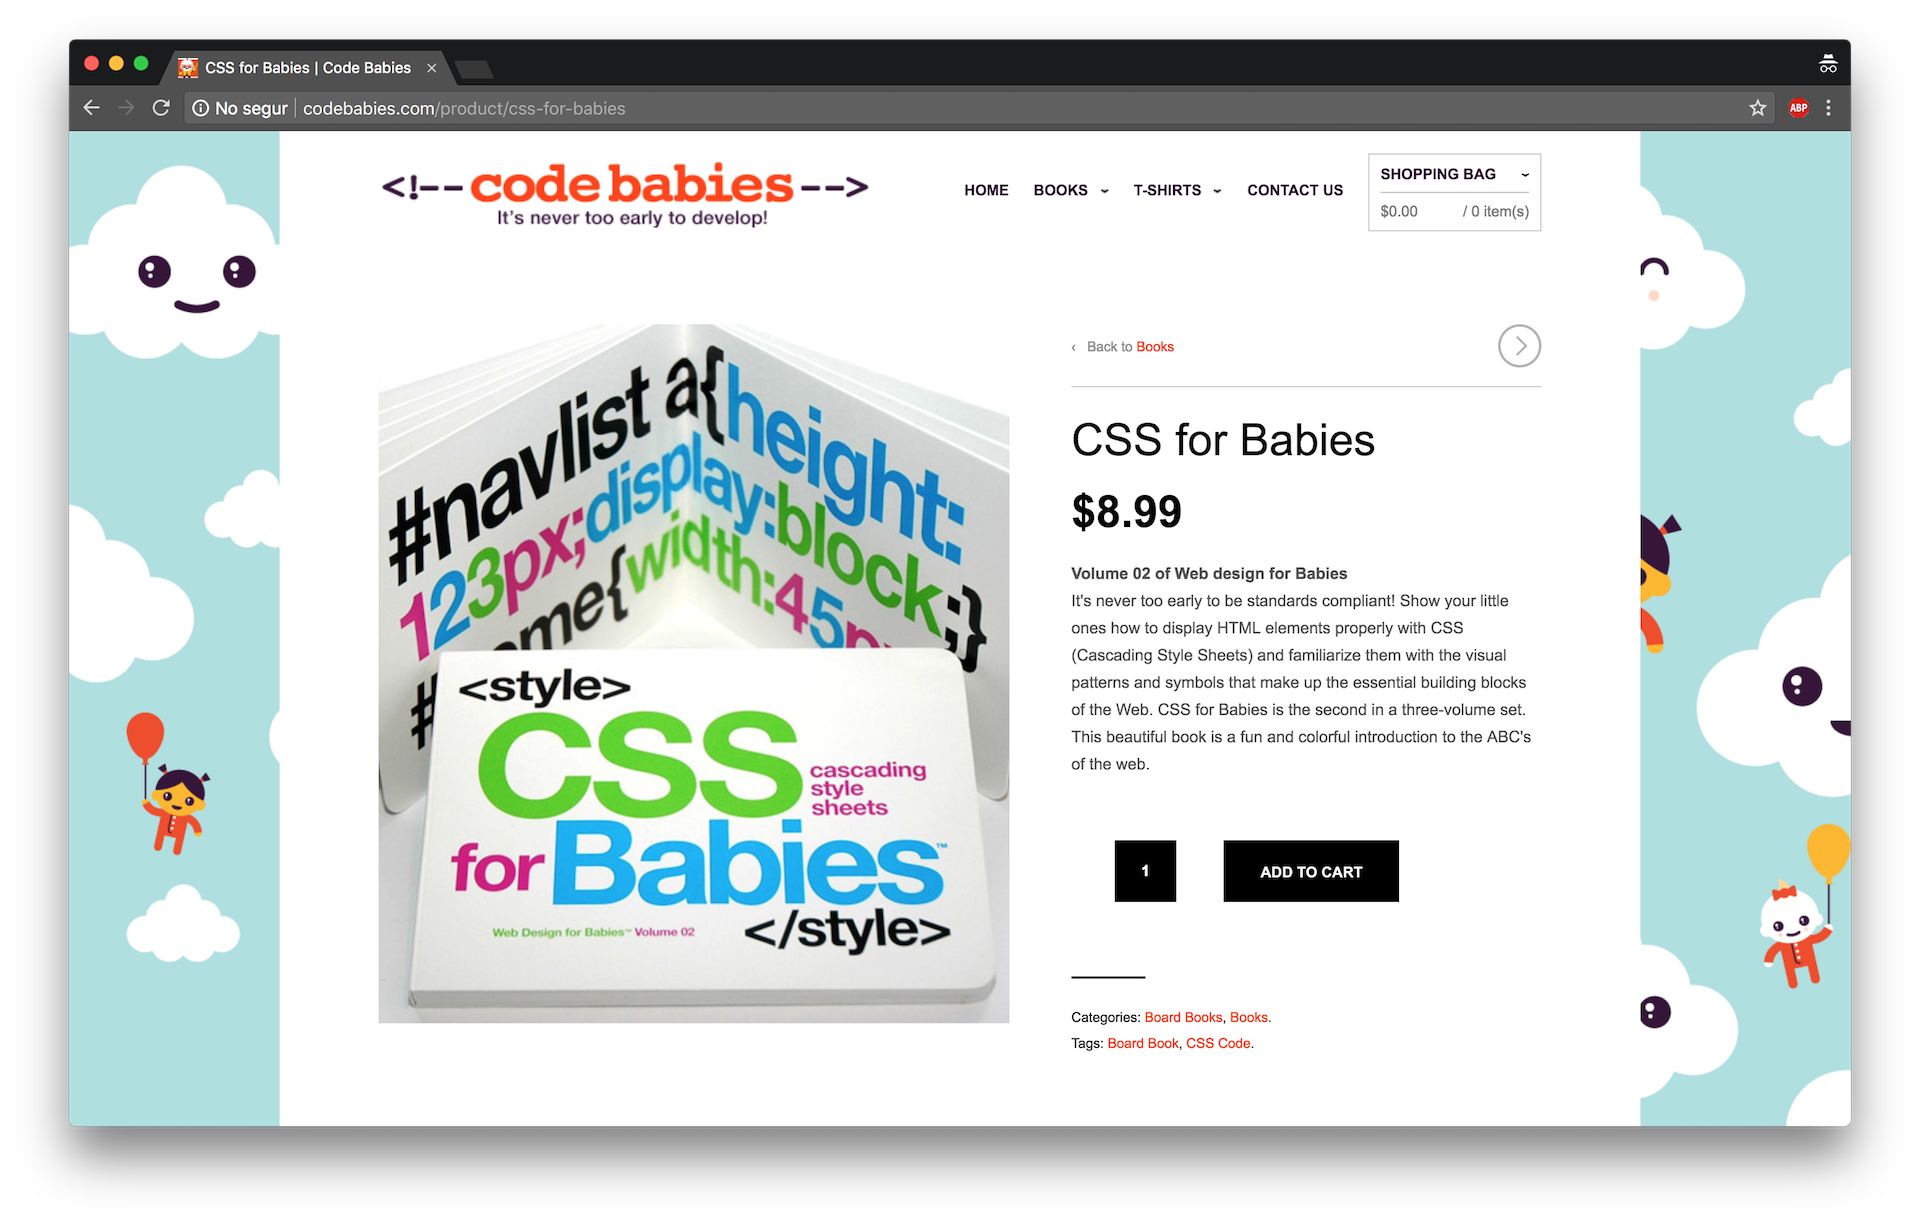 CSS for Babies | Code Babies
No segur
codebabies.com/product/css-for-babies
ABP
<!--code babies-->
It's never too early to develop!
HOME
BOOKS
T-SHIRTS
CONTACT US
SHOPPING BAG
$0.00 / 0 item(s)
#navlist a{height:
123px;display:block;}
ome{width:45p
#
<style>
CSS
cascading
style
sheets
for Babies™
</style>
Web Design for Babies™ Volume 02
‹ Back to Books
CSS for Babies
$8.99
Volume 02 of Web design for Babies
It's never too early to be standards compliant! Show your little
ones how to display HTML elements properly with CSS
(Cascading Style Sheets) and familiarize them with the visual
patterns and symbols that make up the essential building blocks
of the Web. CSS for Babies is the second in a three-volume set.
This beautiful book is a fun and colorful introduction to the ABC's
of the web.
1
ADD TO CART
Categories: Board Books, Books.
Tags: Board Book, CSS Code.